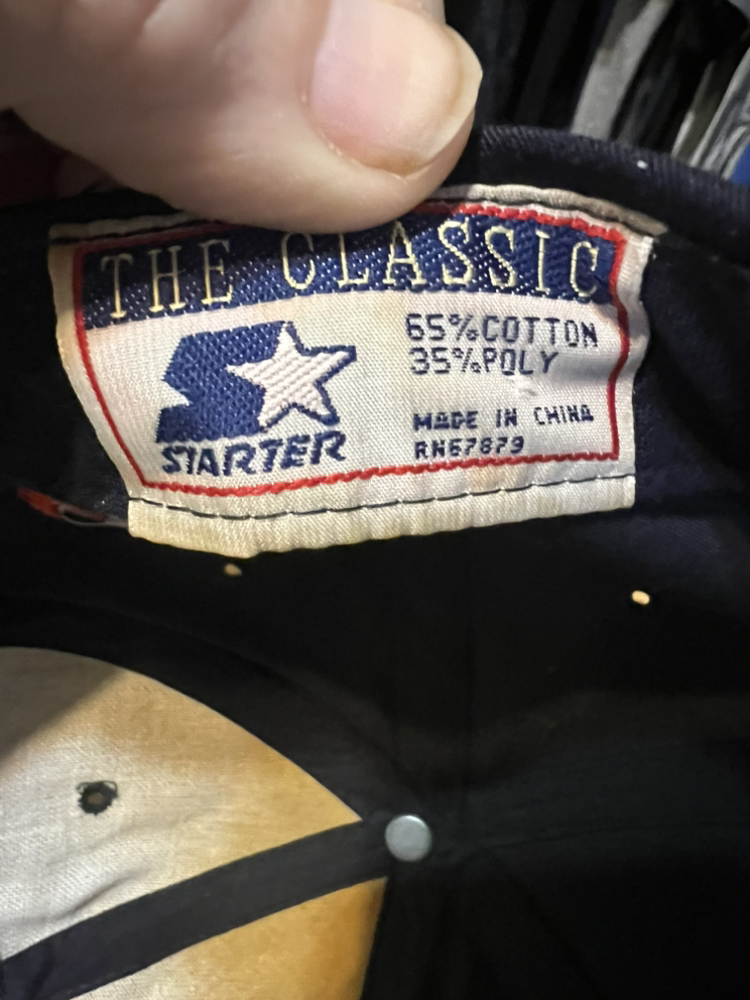 THE CLASSIC
STARTER
65%COTTON
35%POLY
MADE IN CHINA
RN67879